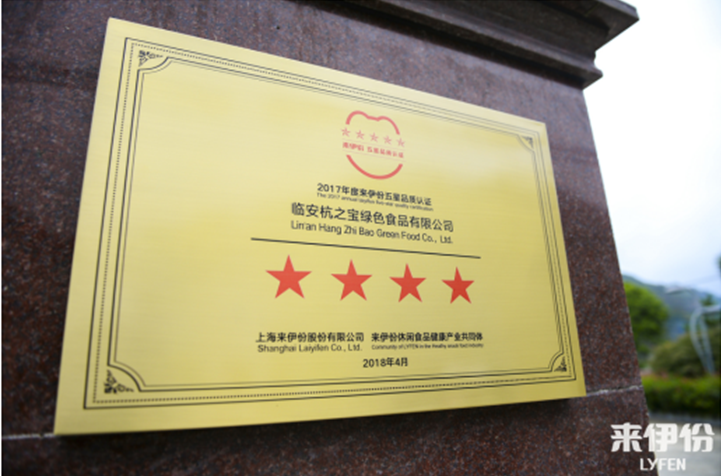 来伊份 五星品质认证
2017年度来伊份五星品质认证
The 2017 annual laiyifen five-star quality certification
临安杭之宝绿色食品有限公司
Lin'an Hang Zhi Bao Green Food Co., Ltd.
上海来伊份股份有限公司 来伊份休闲食品健康产业共同体
Shanghai Laiyifen Co., Ltd. Community of LYFEN in the Healthy snack food industry
2018年4月
来伊份
LYFEN